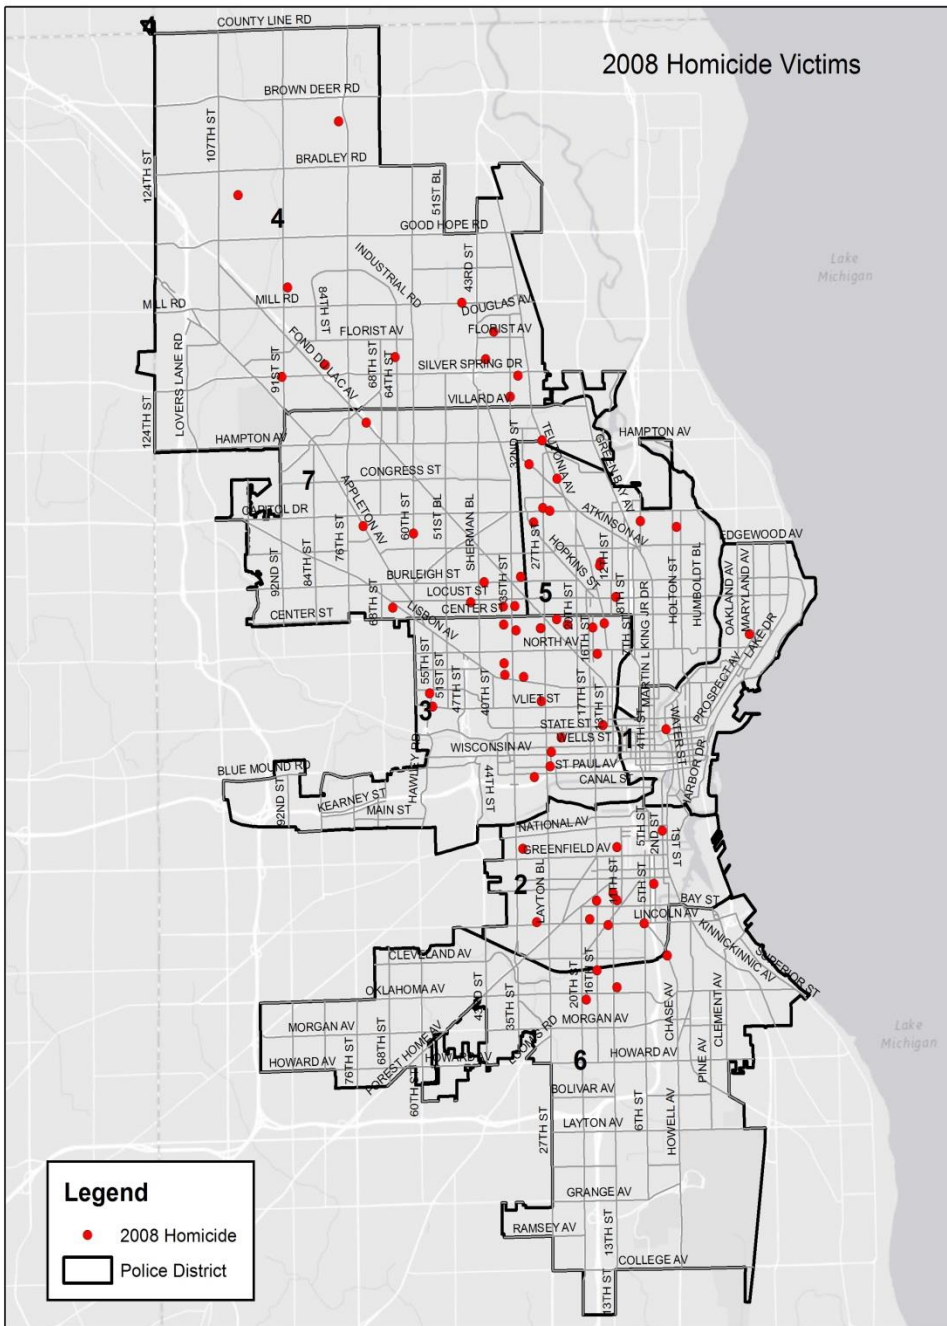 COUNTY LINE RD
2008 Homicide Victims
BROWN DEER RD
107TH ST
BRADLEY RD
124TH ST
51ST BL
4
GOOD HOPE RD
Lake
Michigan
INDUSTRIAL RD
43RD ST
MILL RD
MILL RD
84TH ST
DOUGLAS AV
FLORIST AV
FLORIST AV
LOVERS LANE RD
FOND DU LAC AV
68TH ST
64TH ST
SILVER SPRING DR
91ST ST
VILLARD AV
124TH ST
HAMPTON AV
32ND ST
TEUTONIA AV
GREEN BAY AV
HAMPTON AV
7
CONGRESS ST
APPLETON AV
CAPITOL DR
76TH ST
60TH ST
51ST BL
SHERMAN BL
27TH ST
ATKINSON AV
EDGEWOOD AV
92ND ST
84TH ST
HOPKINS ST
12TH ST
BURLEIGH ST
LOCUST ST
35TH ST
5
20TH ST
8TH ST
HOLTON ST
HUMBOLDT BL
OAKLAND AV
MARYLAND AV
CENTER ST
68TH ST
LISBON AV
CENTER ST
NORTH AV
16TH ST
7TH ST
MARTIN L KING JR DR
LAKE DR
PROSPECT AV
55TH ST
51ST ST
47TH ST
40TH ST
17TH ST
13TH ST
VLIET ST
3
STATE ST
WELLS ST
1
4TH ST
WATER ST
WISCONSIN AV
HAWLEY RD
ST PAUL AV
BLUE MOUND RD
CANAL ST
HARBOR DR
92ND ST
KEARNEY ST
MAIN ST
44TH ST
NATIONAL AV
5TH ST
2ND ST
1ST ST
GREENFIELD AV
2
LAYTON BL
11TH ST
5TH ST
BAY ST
LINCOLN AV
KINNICKINNIC AV
SUPERIOR ST
CLEVELAND AV
OKLAHOMA AV
43RD ST
35TH ST
20TH ST
16TH ST
CHASE AV
CLEMENT AV
Lake
Michigan
MORGAN AV
MORGAN AV
76TH ST
68TH ST
FOREST HOME AV
LOOMIS RD
HOWARD AV
HOWARD AV
6
HOWARD AV
PINE AV
60TH ST
BOLIVAR AV
27TH ST
LAYTON AV
6TH ST
HOWELL AV
Legend
GRANGE AV
2008 Homicide
RAMSEY AV
13TH ST
Police District
COLLEGE AV
13TH ST